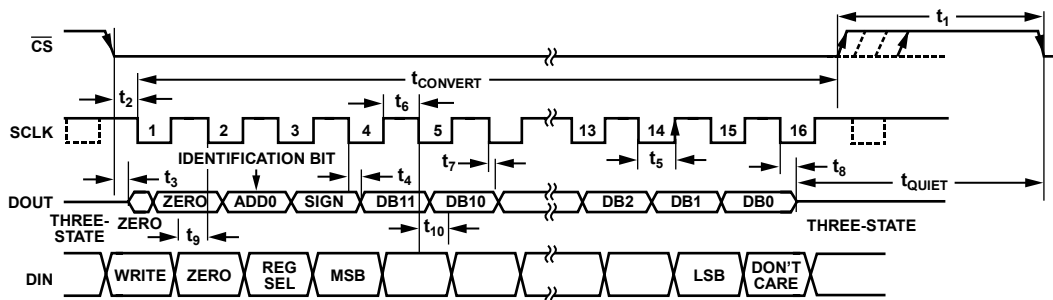 t1
CS
tCONVERT
t2
t6
SCLK
1 2 3 4 5 13 14 15 16
IDENTIFICATION BIT
t7
t5
t8
t3
t4
tQUIET
DOUT
ZERO ADD0 SIGN DB11 DB10 DB2 DB1 DB0
THREE-STATE
ZERO
t9
t10
THREE-STATE
DIN
WRITE ZERO REG SEL MSB LSB DON'T CARE